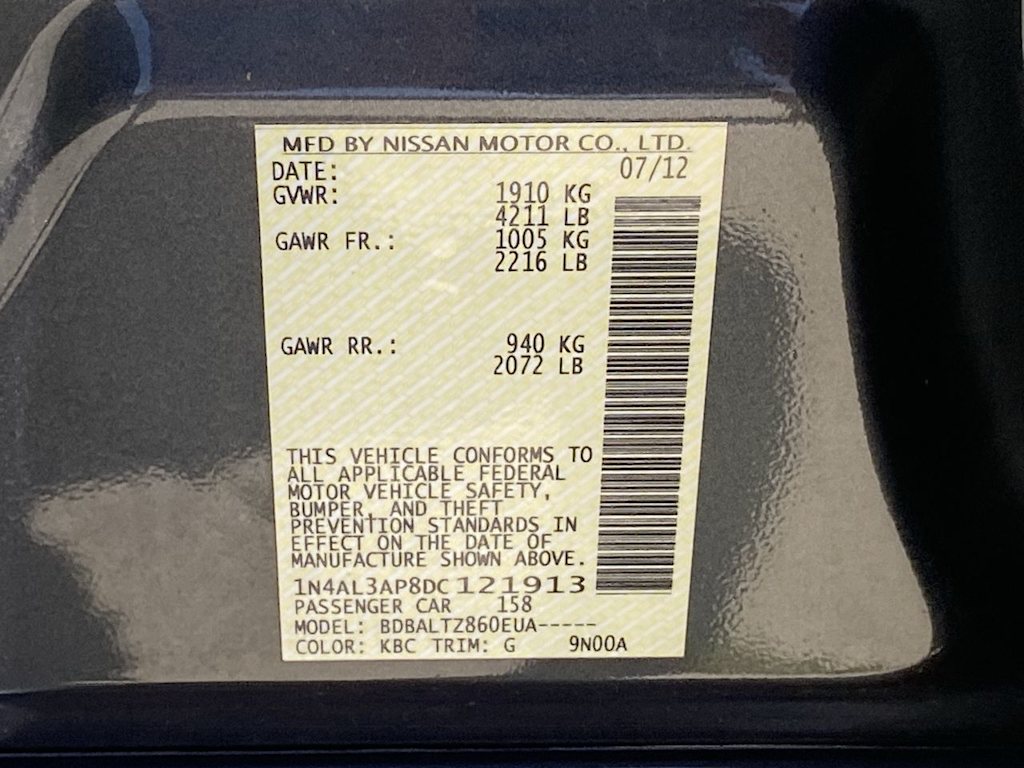 MFD BY NISSAN MOTOR CO., LTD.
DATE: 07/12
GVWR: 1910 KG
4211 LB
GAWR FR.: 1005 KG
2216 LB
GAWR RR.: 940 KG
2072 LB
THIS VEHICLE CONFORMS TO
ALL APPLICABLE FEDERAL
MOTOR VEHICLE SAFETY,
BUMPER, AND THEFT
PREVENTION STANDARDS IN
EFFECT ON THE DATE OF
MANUFACTURE SHOWN ABOVE.
1N4AL3AP8DC121913
PASSENGER CAR 158
MODEL: BDBALTZ860EUA-----
COLOR: KBC TRIM: G 9N00A